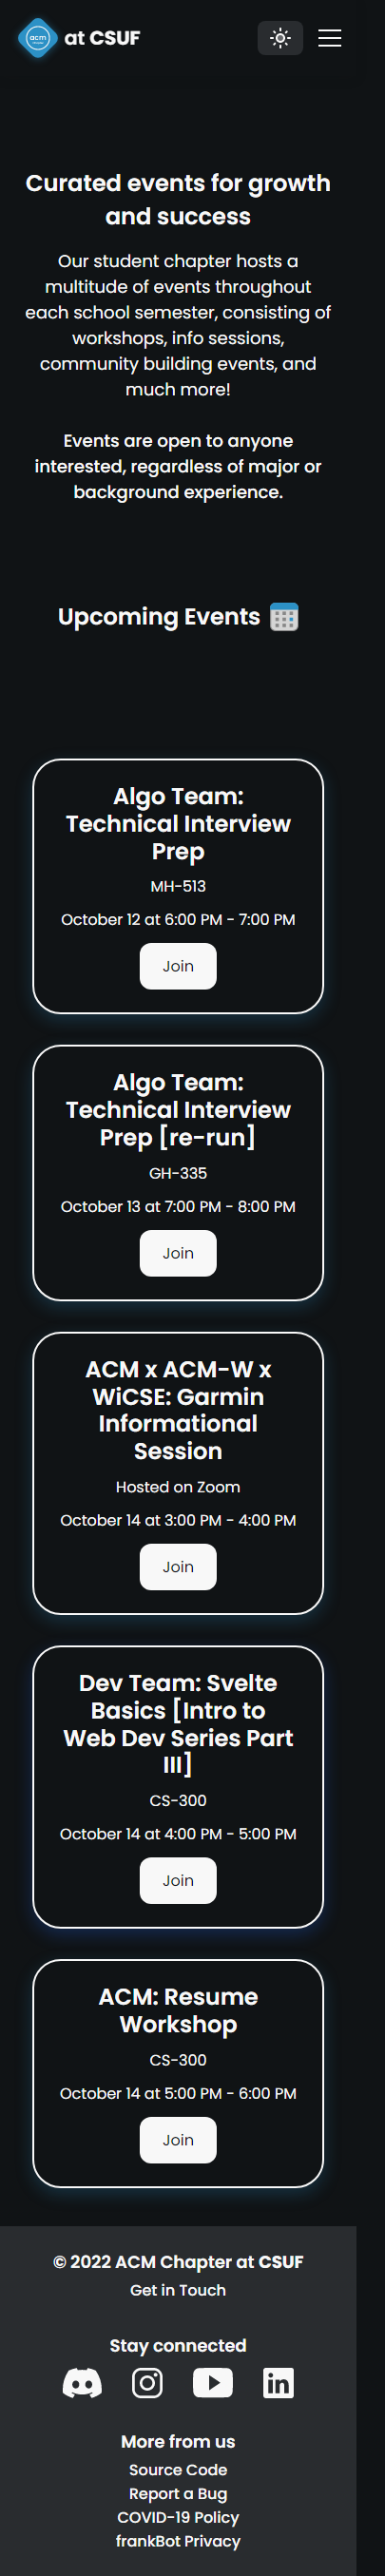 acm at CSUF
Curated events for growth
and success
Our student chapter hosts a
multitude of events throughout
each school semester, consisting of
workshops, info sessions,
community building events, and
much more!
Events are open to anyone
interested, regardless of major or
background experience.
Upcoming Events
Algo Team:
Technical Interview
Prep
MH-513
October 12 at 6:00 PM - 7:00 PM
Join
Algo Team:
Technical Interview
Prep [re-run]
GH-335
October 13 at 7:00 PM - 8:00 PM
Join
ACM x ACM-W x
WiCSE: Garmin
Informational
Session
Hosted on Zoom
October 14 at 3:00 PM - 4:00 PM
Join
Dev Team: Svelte
Basics [Intro to
Web Dev Series Part
III]
CS-300
October 14 at 4:00 PM - 5:00 PM
Join
ACM: Resume
Workshop
CS-300
October 14 at 5:00 PM - 6:00 PM
Join
© 2022 ACM Chapter at CSUF
Get in Touch
Stay connected
in
More from us
Source Code
Report a Bug
COVID-19 Policy
frankBot Privacy